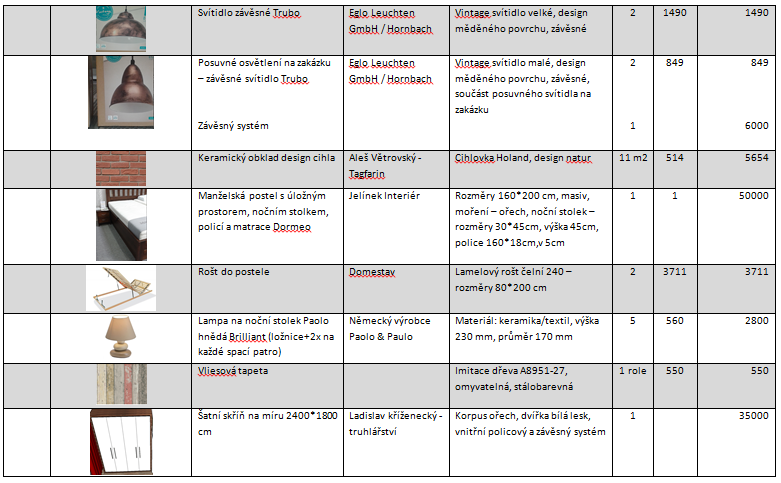 Svítidlo závěsné Trubo
Eglo Leuchten
GmbH / Hornbach
Vintage svítidlo velké, design
měděného povrchu, závěsné
2
1490
1490
Posuvné osvětlení na zakázku
– závěsné svítidlo Trubo
Eglo Leuchten
GmbH / Hornbach
Vintage svítidlo malé, design
měděného povrchu, závěsné,
součást posuvného svítidla na
zakázku
2
849
849
Závěsný systém
1
6000
Keramický obklad design cihla
Aleš Větrovský -
Tagfarin
Cihlovka Holand, design natur
11 m2
514
5654
Manželská postel s úložným
prostorem, nočním stolkem,
policí a matrace Dormeo
Jelínek Interiér
Rozměry 160*200 cm, masiv,
moření – ořech, noční stolek –
rozměry 30*45cm, výška 45cm,
police 160*18cm,v 5cm
1
1
50000
Rošt do postele
Domestav
Lamelový rošt čelní 240 –
rozměry 80*200 cm
2
3711
3711
Lampa na noční stolek Paolo
hnědá Brilliant (ložnice+2x na
každé spací patro)
Německý výrobce
Paolo & Paulo
Materiál: keramika/textil, výška
230 mm, průměr 170 mm
5
560
2800
Vliesová tapeta
Imitace dřeva A8951-27,
omyvatelná, stálobarevná
1 role
550
550
Šatní skříň na míru 2400*1800
cm
Ladislav kříženecký -
truhlářství
Korpus ořech, dvířka bílá lesk,
vnitřní policový a závěsný systém
1
35000